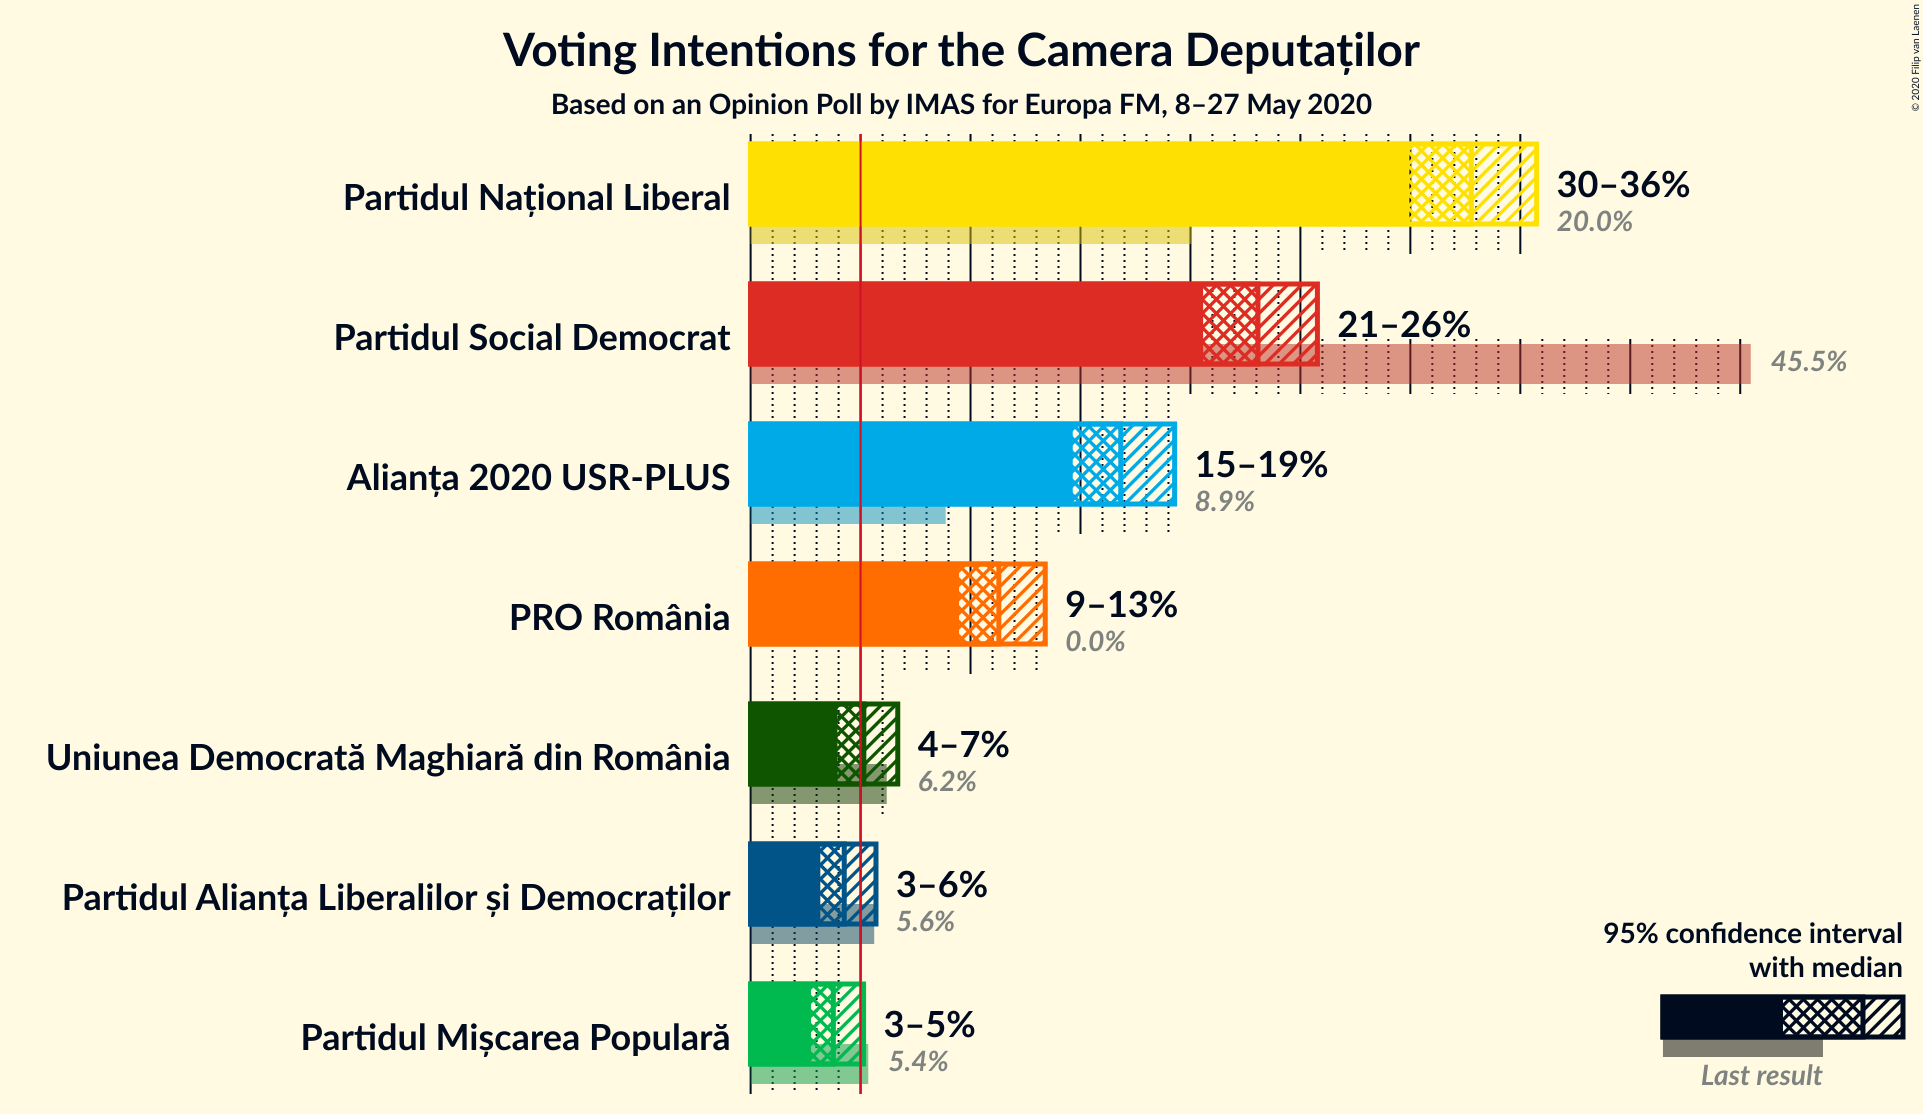 Voting Intentions for the Camera Deputaților
Based on an Opinion Poll by IMAS for Europa FM, 8–27 May 2020
© 2020 Filip van Laenen
Partidul Național Liberal
30–36%
20.0%
Partidul Social Democrat
21–26%
45.5%
Alianța 2020 USR-PLUS
15–19%
8.9%
PRO România
9–13%
0.0%
Uniunea Democrată Maghiară din România
4–7%
6.2%
Partidul Alianța Liberalilor și Democraților
3–6%
5.6%
Partidul Mișcarea Populară
3–5%
5.4%
95% confidence interval
with median
Last result